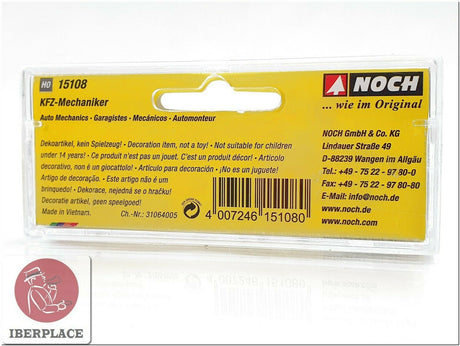 H0 15108
KFZ-Mechaniker
Auto Mechanics - Garagistes - Mecánicos - Automonteur
Dekoartikel, kein Spielzeug! / Decoration item, not a toy! - Not suitable for children
under 14 years! / Ce produit n'est pas un jouet. C'est un produit décor! / Articolo
decorativo, non è un giocattolo! / Artículo para decoración / ¡No es un juguete!
Artigo de decoração. Este artigo não é um
brinquedo! / Dekorace, nejedná se o hračku!
Decoratie artikel, geen speelgoed!
Made in Vietnam. Ch.-Nr.: 31064005
4 007246 151080
NOCH
... wie im Original
NOCH GmbH & Co. KG
Lindauer Straße 49
D-88239 Wangen im Allgäu
Tel.: +49 - 75 22 - 97 80-0
Fax: +49 - 75 22 - 97 80-80
E-Mail: info@noch.de
www.noch.de
www.noch.com
IBERPLACE